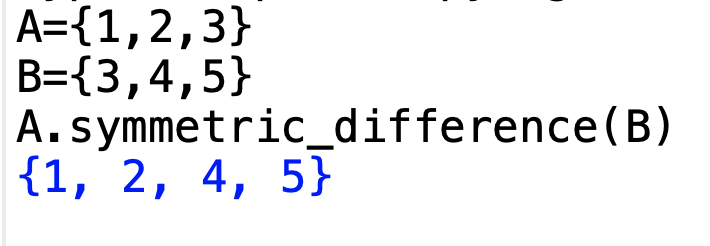 A={1,2,3}
B={3,4,5}
A.symmetric_difference(B)
{1, 2, 4, 5}